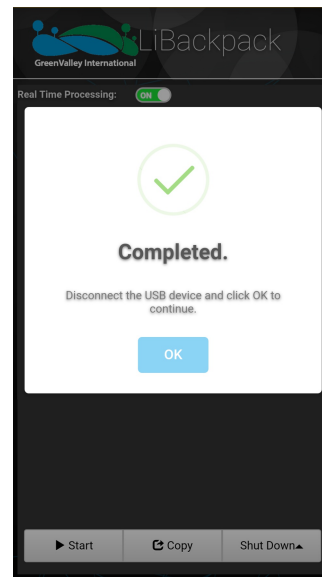 LiBackpack
GreenValley International
Real Time Processing: ON
Completed.
Disconnect the USB device and click OK to
continue.
OK
Start Copy Shut Down